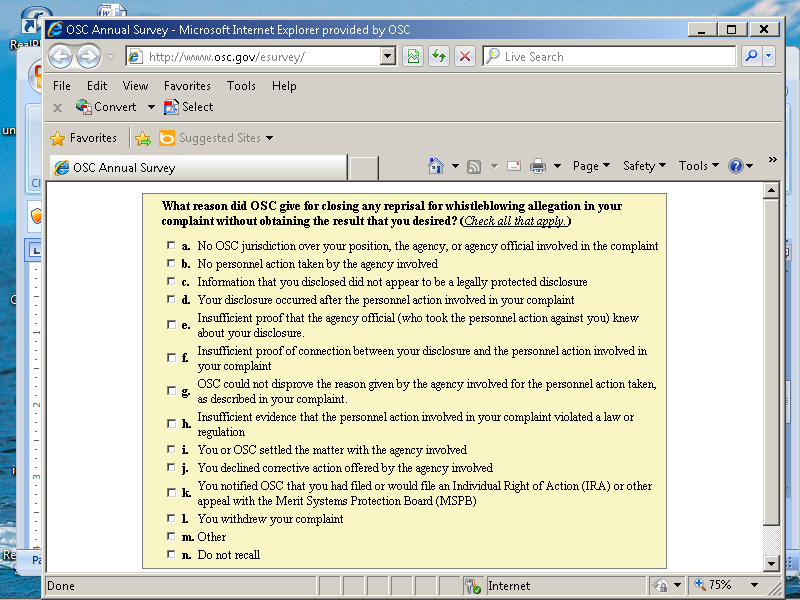 OSC Annual Survey - Microsoft Internet Explorer provided by OSC
http://www.osc.gov/esurvey/
Live Search
File Edit View Favorites Tools Help
x Convert Select
Favorites Suggested Sites
OSC Annual Survey
Page Safety Tools »
What reason did OSC give for closing any reprisal for whistleblowing allegation in your
complaint without obtaining the result that you desired? (Check all that apply.)
a. No OSC jurisdiction over your position, the agency, or agency official involved in the complaint
b. No personnel action taken by the agency involved
c. Information that you disclosed did not appear to be a legally protected disclosure
d. Your disclosure occurred after the personnel action involved in your complaint
e. Insufficient proof that the agency official (who took the personnel action against you) knew
about your disclosure.
f. Insufficient proof of connection between your disclosure and the personnel action involved in
your complaint
g. OSC could not disprove the reason given by the agency involved for the personnel action taken,
as described in your complaint.
h. Insufficient evidence that the personnel action involved in your complaint violated a law or
regulation
i. You or OSC settled the matter with the agency involved
j. You declined corrective action offered by the agency involved
k. You notified OSC that you had filed or would file an Individual Right of Action (IRA) or other
appeal with the Merit Systems Protection Board (MSPB)
l. You withdrew your complaint
m. Other
n. Do not recall
Done Internet 75%